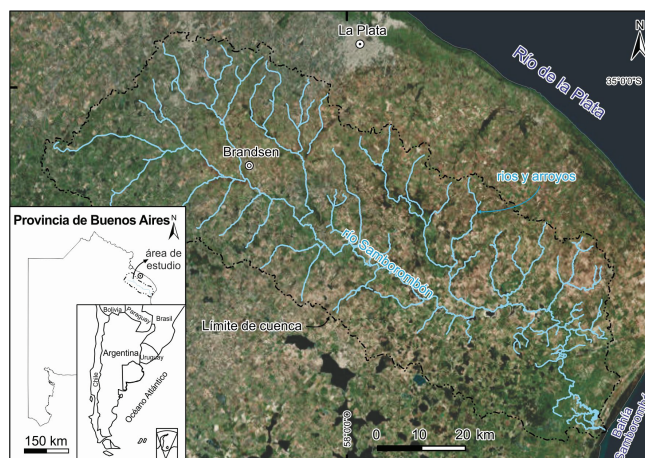 La Plata
N
Río de la Plata
35°0'0"S
Brandsen
ríos y arroyos
Provincia de Buenos Aires
N
área de
estudio
río Samborombón
Límite de cuenca
Bolivia
Paraguay
Brasil
Argentina
Uruguay
Chile
Océano Atlántico
150 km
58°0'0"O
0 10 20 km
Bahía
Samborombón